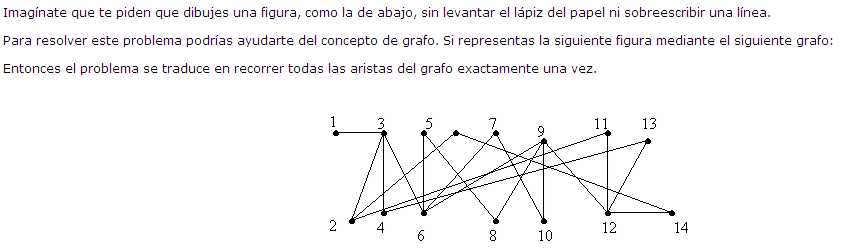 Imagínate que te piden que dibujes una figura, como la de abajo, sin levantar el lápiz del papel ni sobreescribir una línea.
Para resolver este problema podrías ayudarte del concepto de grafo. Si representas la siguiente figura mediante el siguiente grafo:
Entonces el problema se traduce en recorrer todas las aristas del grafo exactamente una vez.
1 3 5 7 9 11 13
2 4 6 8 10 12 14